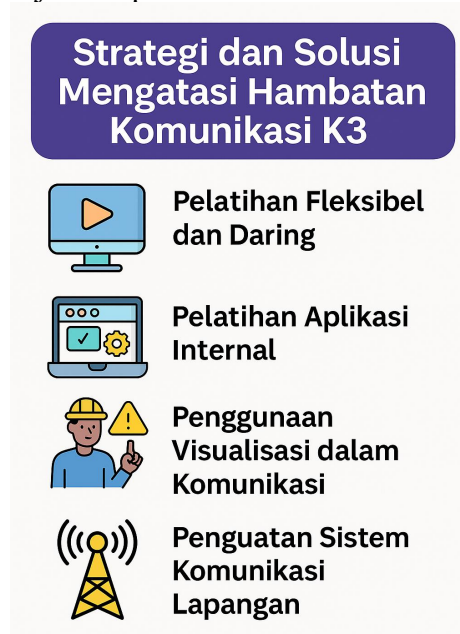 Strategi dan Solusi
Mengatasi Hambatan
Komunikasi K3
Pelatihan Fleksibel
dan Daring
Pelatihan Aplikasi
Internal
Penggunaan
Visualisasi dalam
Komunikasi
Penguatan Sistem
Komunikasi
Lapangan